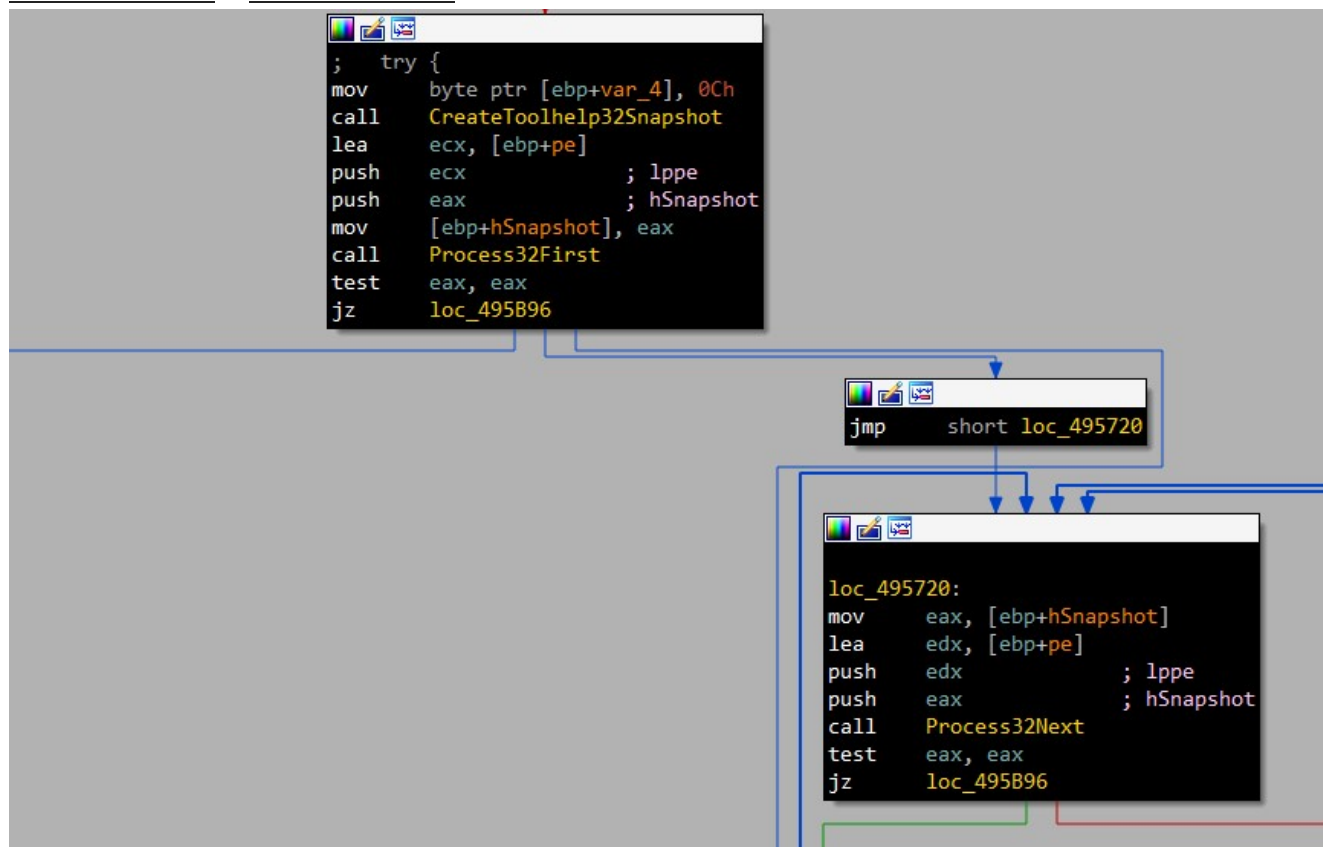 ; try {
mov byte ptr [ebp+var_4], 0Ch
call CreateToolhelp32Snapshot
lea ecx, [ebp+pe]
push ecx ; lppe
push eax ; hSnapshot
mov [ebp+hSnapshot], eax
call Process32First
test eax, eax
jz loc_495B96
jmp short loc_495720
loc_495720:
mov eax, [ebp+hSnapshot]
lea edx, [ebp+pe]
push edx ; lppe
push eax ; hSnapshot
call Process32Next
test eax, eax
jz loc_495B96